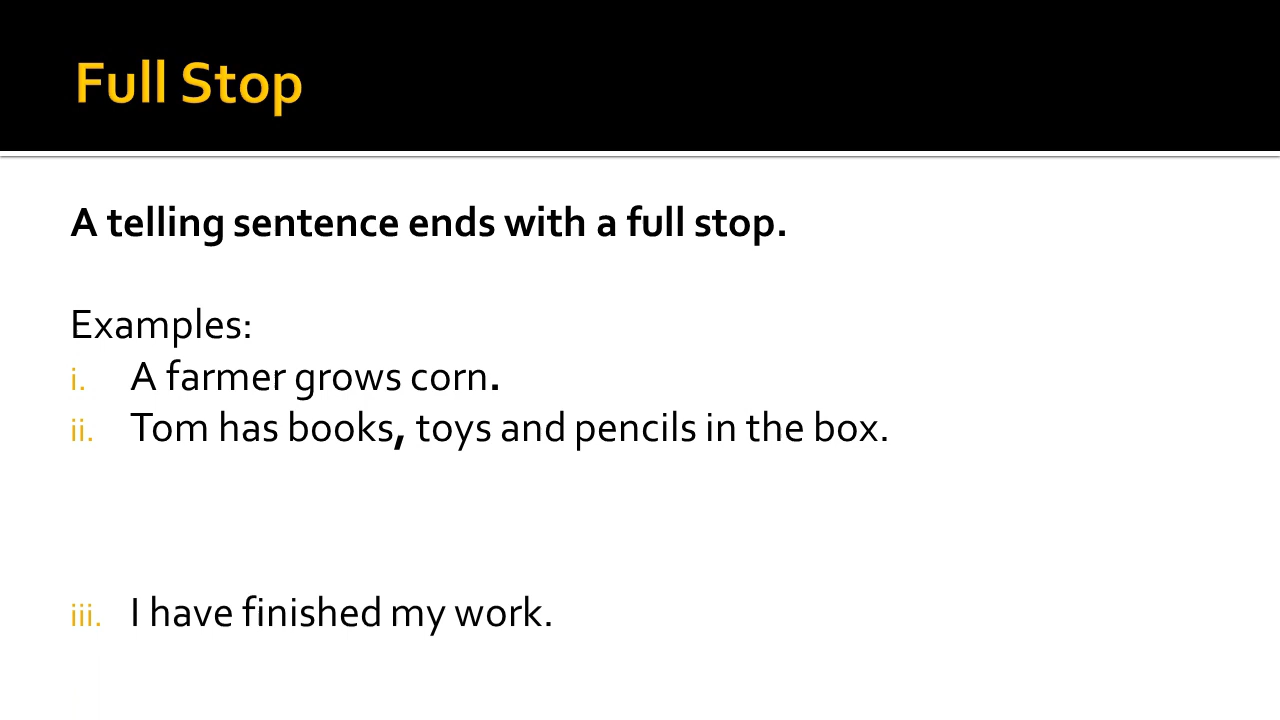 Full Stop
A telling sentence ends with a full stop.
Examples:
i. A farmer grows corn.
ii. Tom has books, toys and pencils in the box.
iii. I have finished my work.